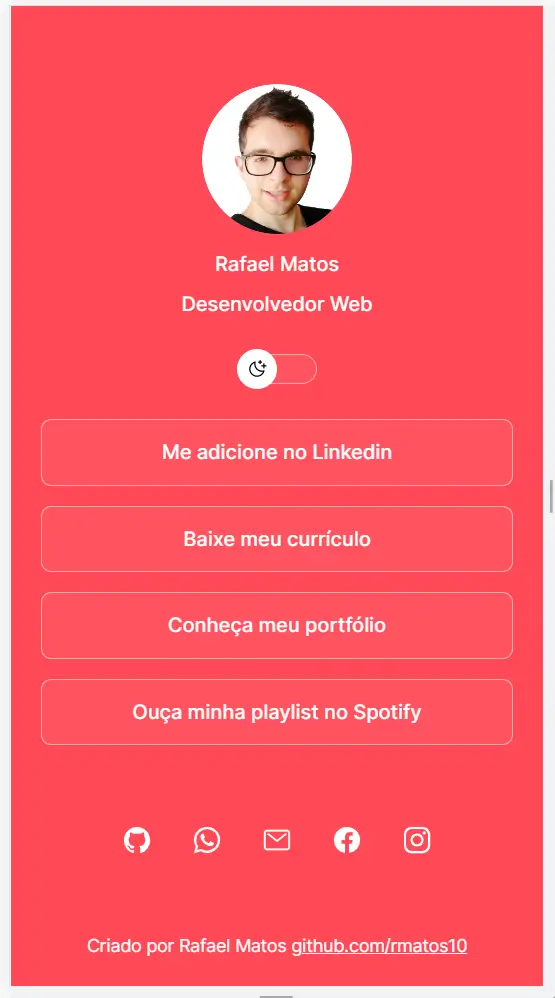 Rafael Matos
Desenvolvedor Web
Me adicione no Linkedin
Baixe meu currículo
Conheça meu portfólio
Ouça minha playlist no Spotify
Criado por Rafael Matos github.com/rmatos10